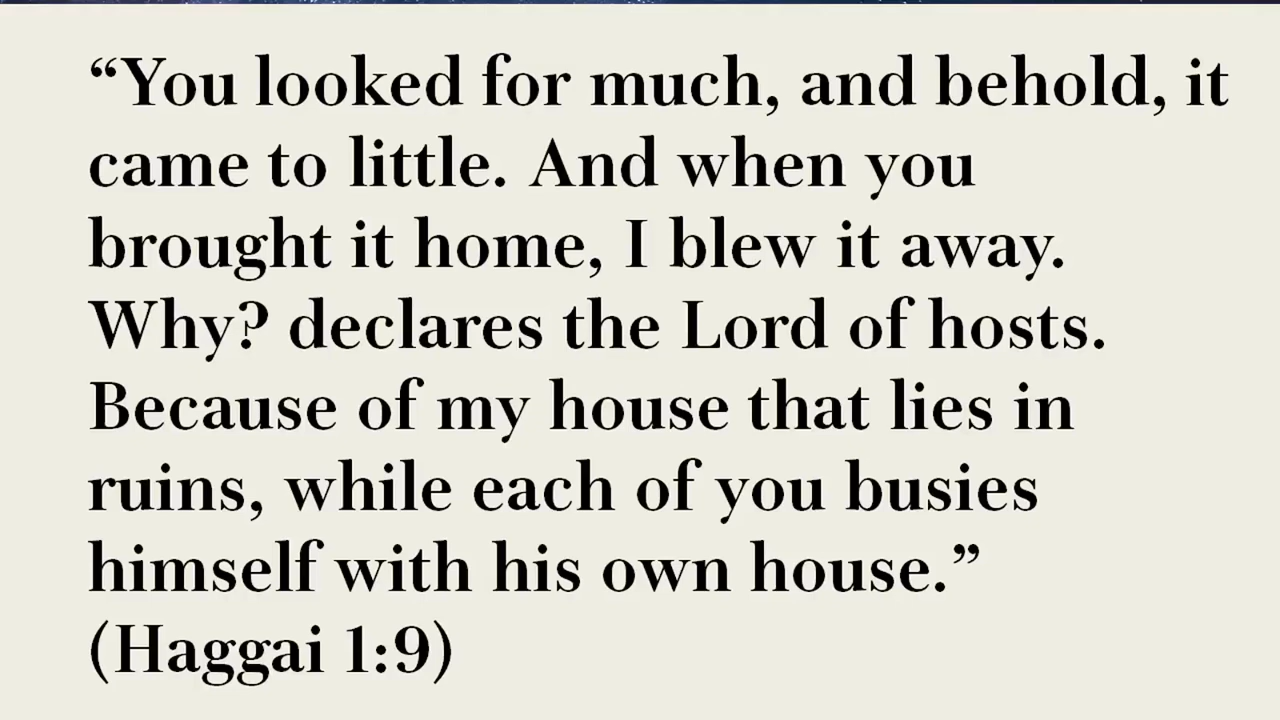 “You looked for much, and behold, it
came to little. And when you
brought it home, I blew it away.
Why? declares the Lord of hosts.
Because of my house that lies in
ruins, while each of you busies
himself with his own house.”
(Haggai 1:9)